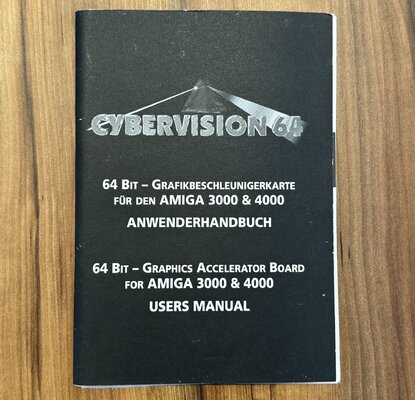 CYBERVISION 64
64 BIT – GRAFIKBESCHLEUNIGERKARTE
FÜR DEN AMIGA 3000 & 4000
ANWENDERHANDBUCH
64 BIT – GRAPHICS ACCELERATOR BOARD
FOR AMIGA 3000 & 4000
USERS MANUAL